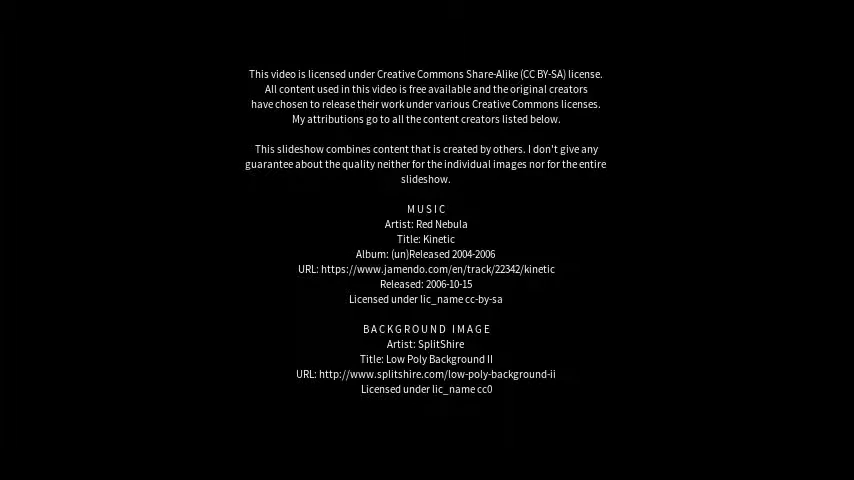 This video is licensed under Creative Commons Share-Alike (CC BY-SA) license.
All content used in this video is free available and the original creators
have chosen to release their work under various Creative Commons licenses.
My attributions go to all the content creators listed below.
This slideshow combines content that is created by others. I don't give any
guarantee about the quality neither for the individual images nor for the entire
slideshow.
MUSIC
Artist: Red Nebula
Title: Kinetic
Album: (un)Released 2004-2006
URL: https://www.jamendo.com/en/track/22342/kinetic
Released: 2006-10-15
Licensed under lic_name cc-by-sa
BACKGROUND IMAGE
Artist: SplitShire
Title: Low Poly Background II
URL: http://www.splitshire.com/low-poly-background-ii
Licensed under lic_name cc0